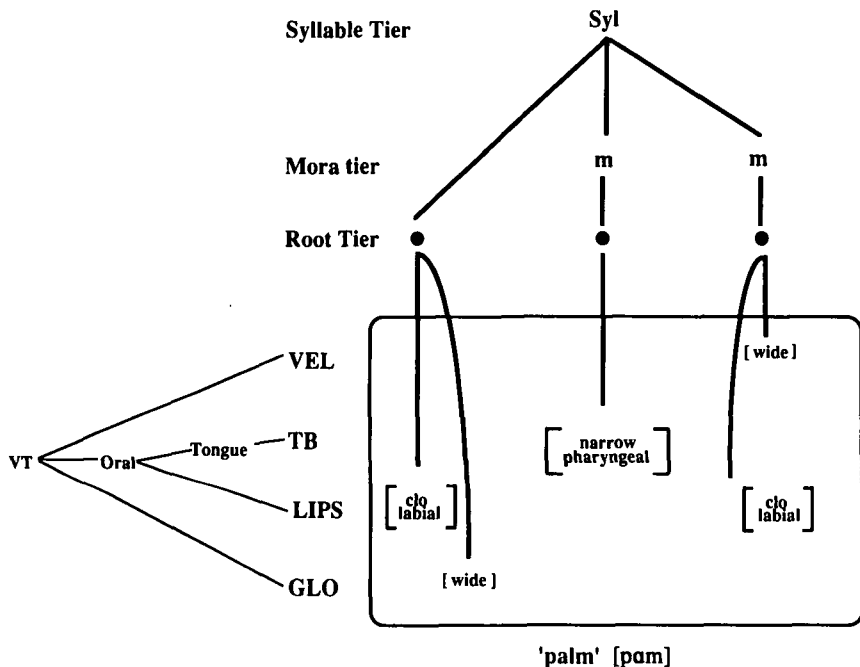 Syllable Tier Syl
Mora tier m m
Root Tier
VEL [ wide ]
VT Oral Tongue TB
[ narrow
pharyngeal ]
LIPS [ clo
labial ] [ clo
labial ]
GLO [ wide ]
'palm' [pɑm]